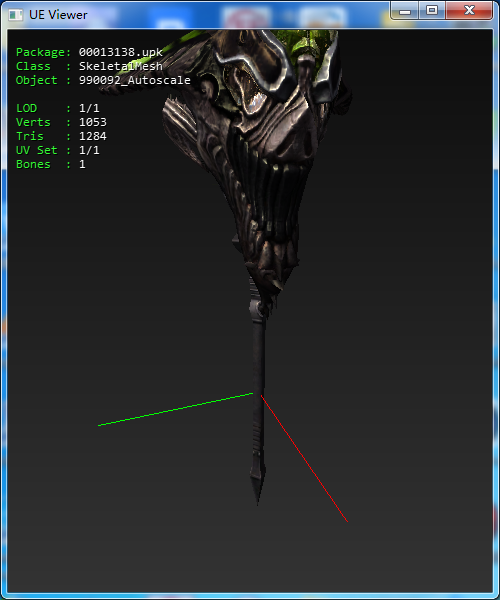 UE Viewer
Package: 00013138.upk
Class : SkeletalMesh
Object : 990092_Autoscale
LOD : 1/1
Verts : 1053
Tris : 1284
UV Set : 1/1
Bones : 1